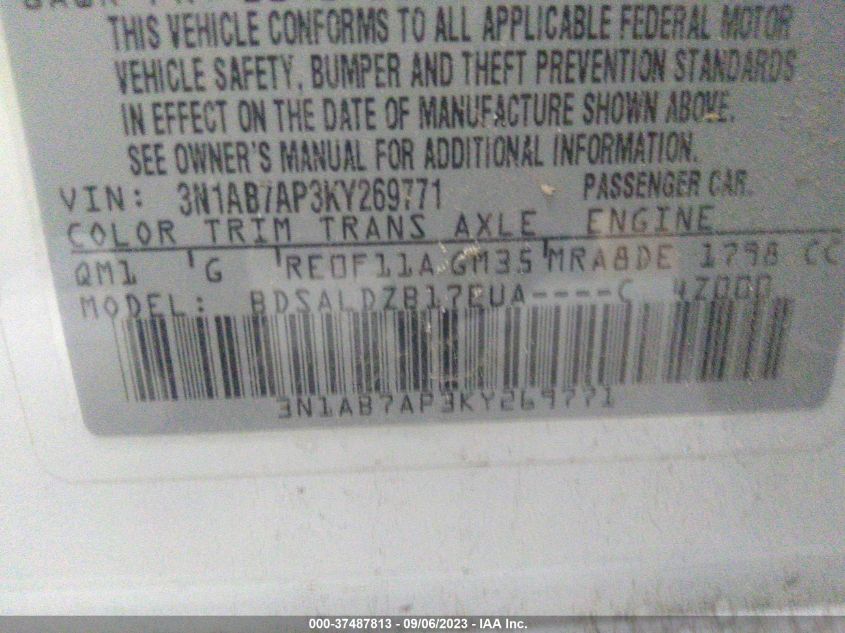 THIS VEHICLE CONFORMS TO ALL APPLICABLE FEDERAL MOTOR
VEHICLE SAFETY, BUMPER AND THEFT PREVENTION STANDARDS
IN EFFECT ON THE DATE OF MANUFACTURE SHOWN ABOVE.
SEE OWNER'S MANUAL FOR ADDITIONAL INFORMATION.
VIN: 3N1AB7AP3KY269771 PASSENGER CAR.
COLOR TRIM TRANS AXLE ENGINE
QM1 'G 'RE0F11A GM35'MRA8DE 1798 CC
MODEL: BDSALDZB17EUA----C 4Z000
3N1AB7AP3KY269771
000-37487813 - 09/06/2023 - IAA Inc.